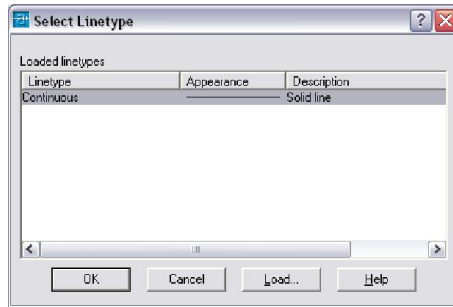 Select Linetype
Loaded linetypes
Linetype Appearance Description
Continuous Solid line
OK Cancel Load... Help